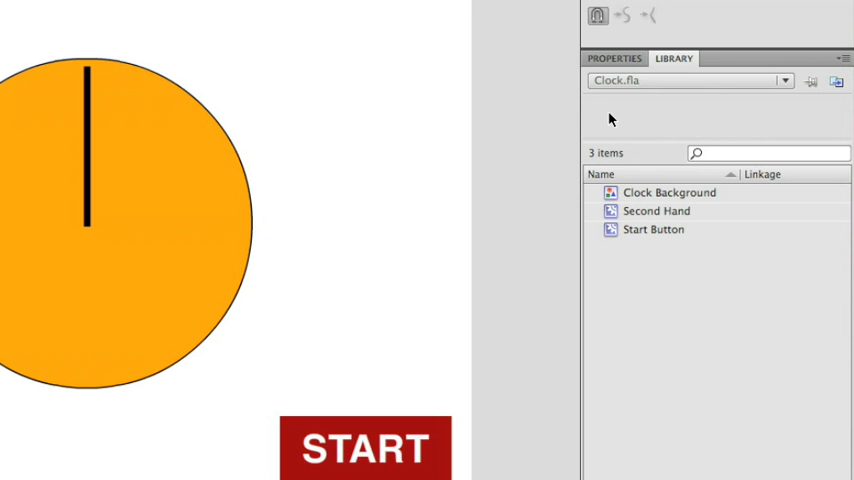 PROPERTIES LIBRARY
Clock.fla
3 items
Name Linkage
Clock Background
Second Hand
Start Button
START